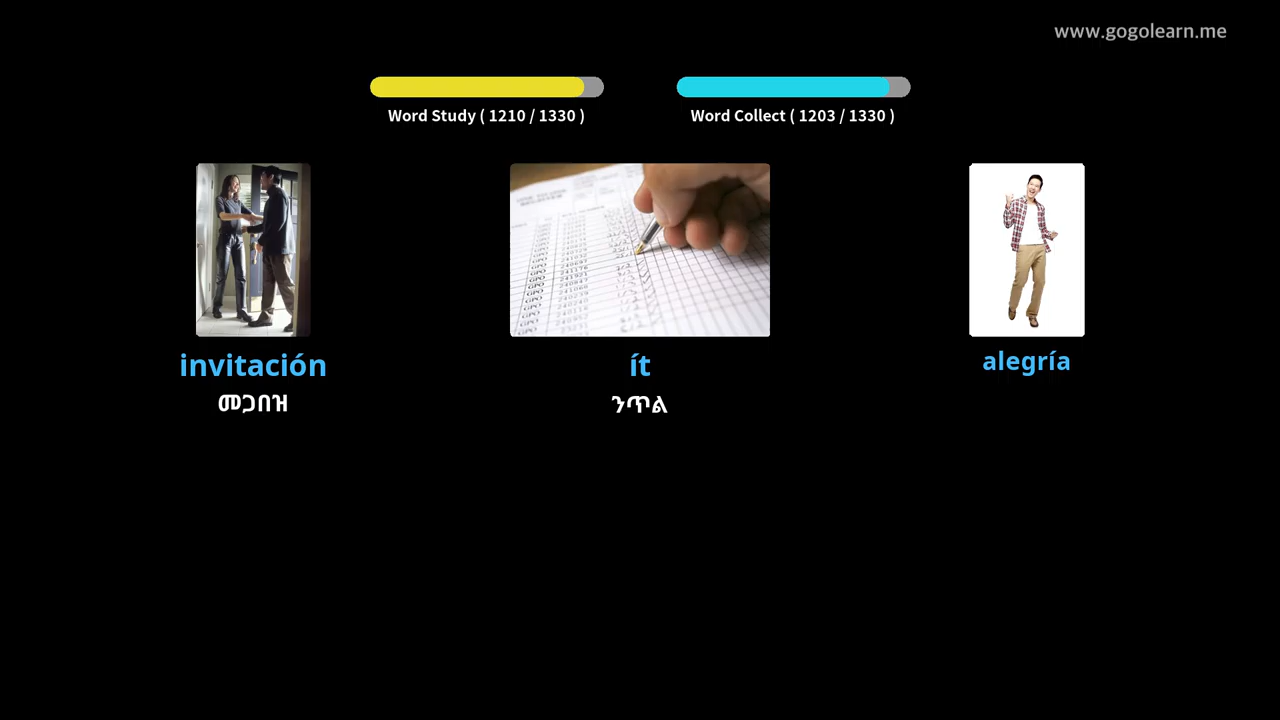 www.gogolearn.me
Word Study ( 1210 / 1330 )
Word Collect ( 1203 / 1330 )
invitación
መጋበዝ
ít
ንጥል
alegría